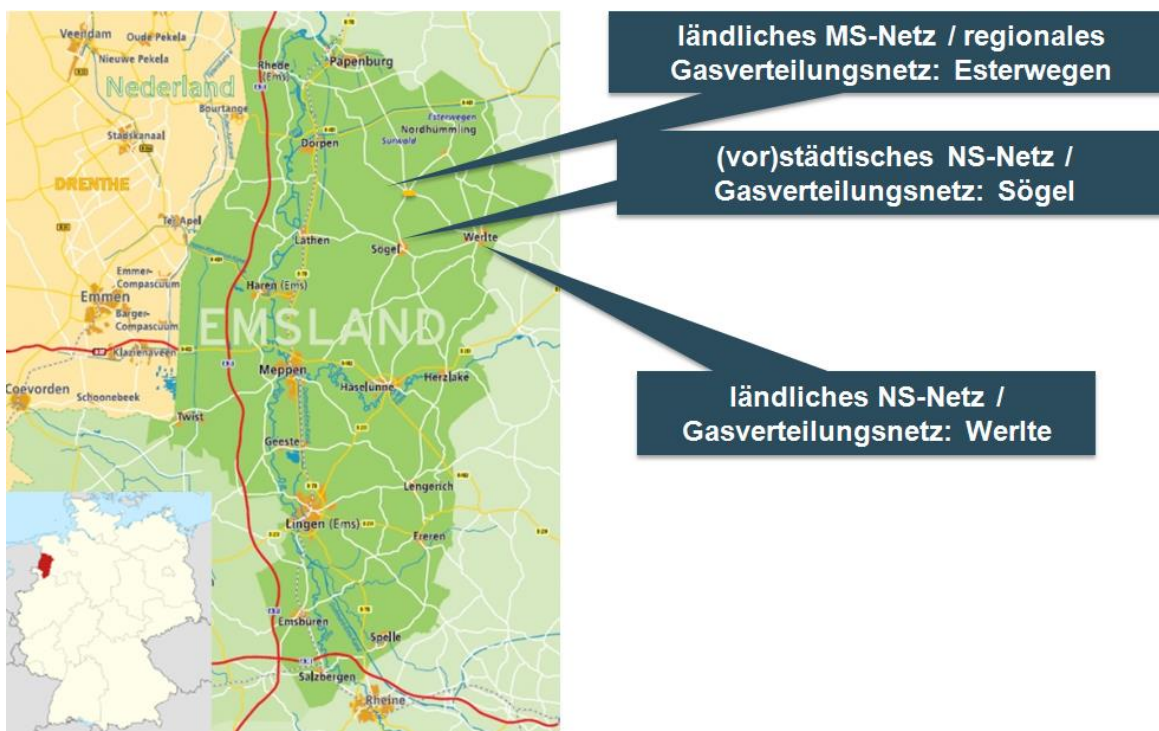 Veendam
Oude Pekela
Nieuwe Pekela
Nederland
Bourtange
Stadskanaal
DRENTHE
Ter Apel
Emmer-
Compascuum
Emmen
Barger-
Compascuum
Klazienaveen
Coevorden
Schoonebeek
Twist
Rhede
(Ems)
Papenburg
Esterwegen
Nordhümmling
Surwold
Dörpen
Lathen
Sögel
Werlte
Haren (Ems)
EMSLAND
Meppen
Haselünne
Herzlake
Geeste
Lengerich
Lingen (Ems)
Freren
Emsbüren
Spelle
Salzbergen
Rheine
ländliches MS-Netz / regionales
Gasverteilungsnetz: Esterwegen
(vor)städtisches NS-Netz /
Gasverteilungsnetz: Sögel
ländliches NS-Netz /
Gasverteilungsnetz: Werlte